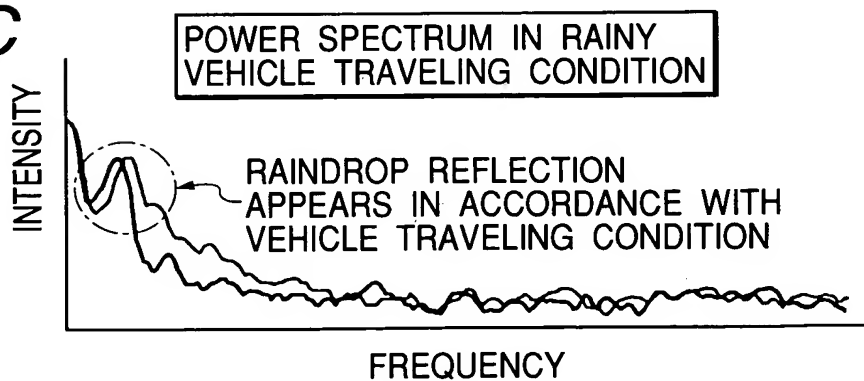 C
POWER SPECTRUM IN RAINY
VEHICLE TRAVELING CONDITION
INTENSITY
RAINDROP REFLECTION
APPEARS IN ACCORDANCE WITH
VEHICLE TRAVELING CONDITION
FREQUENCY